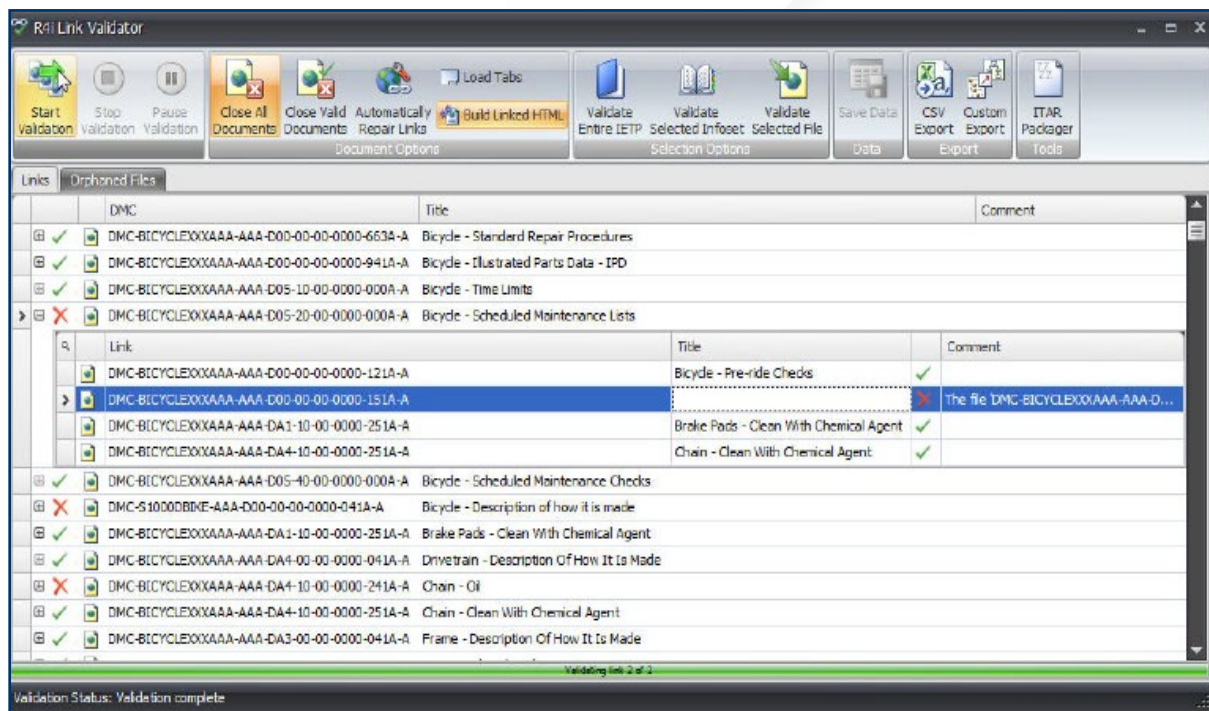 R4i Link Validator
Start Validation
Stop Validation
Pause Validation
Close All Documents
Close Valid Documents
Automatically Repair Links
Load Tabs
Build Linked HTML
Document Options
Validate Entire IETP
Validate Selected Infoset
Validate Selected File
Selection Options
Save Data
Data
CSV Export
Custom Export
Export
ITAR Packager
Tools
Links Orphaned Files
DMC Title Comment
DMC-BICYCLEXXXAAA-AAA-D00-00-00-0000-663A-A Bicycle - Standard Repair Procedures
DMC-BICYCLEXXXAAA-AAA-D00-00-00-0000-941A-A Bicycle - Illustrated Parts Data - IPD
DMC-BICYCLEXXXAAA-AAA-D05-10-00-0000-000A-A Bicycle - Time Limits
DMC-BICYCLEXXXAAA-AAA-D05-20-00-0000-000A-A Bicycle - Scheduled Maintenance Lists
Link Title Comment
DMC-BICYCLEXXXAAA-AAA-D00-00-00-0000-121A-A Bicycle - Pre-ride Checks
DMC-BICYCLEXXXAAA-AAA-D00-00-00-0000-151A-A The file 'DMC-BICYCLEXXXAAA-AAA-D...
DMC-BICYCLEXXXAAA-AAA-DA1-10-00-0000-251A-A Brake Pads - Clean With Chemical Agent
DMC-BICYCLEXXXAAA-AAA-DA4-10-00-0000-251A-A Chain - Clean With Chemical Agent
DMC-BICYCLEXXXAAA-AAA-D05-40-00-0000-000A-A Bicycle - Scheduled Maintenance Checks
DMC-S1000DBIKE-AAA-D00-00-00-0000-041A-A Bicycle - Description of how it is made
DMC-BICYCLEXXXAAA-AAA-DA1-10-00-0000-251A-A Brake Pads - Clean With Chemical Agent
DMC-BICYCLEXXXAAA-AAA-DA4-00-00-0000-041A-A Drivetrain - Description Of How It Is Made
DMC-BICYCLEXXXAAA-AAA-DA4-10-00-0000-241A-A Chain - Oil
DMC-BICYCLEXXXAAA-AAA-DA4-10-00-0000-251A-A Chain - Clean With Chemical Agent
DMC-BICYCLEXXXAAA-AAA-DA3-00-00-0000-041A-A Frame - Description Of How It Is Made
Validating link 2 of 2
Validation Status: Validation complete